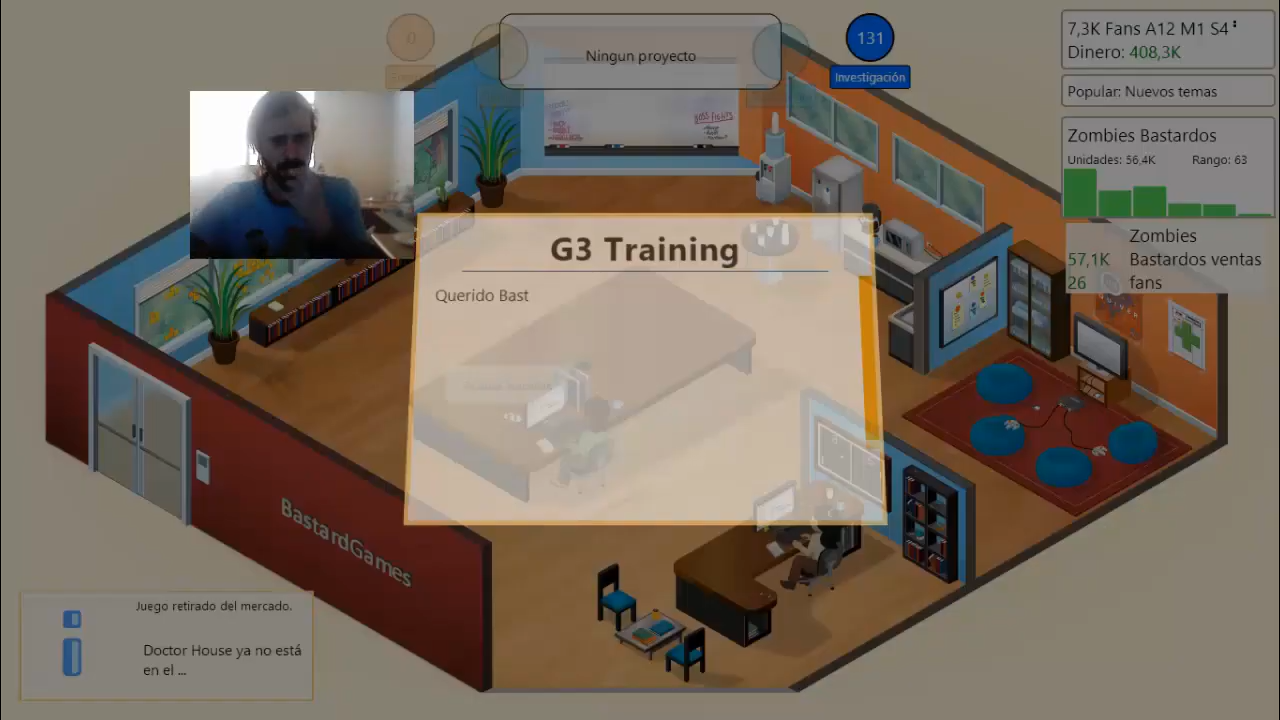 0
Ningun proyecto
131
Investigación
7,3K Fans A12 M1 S4
Dinero: 408,3K
Popular: Nuevos temas
Zombies Bastardos
Unidades: 56,4K Rango: 63
Zombies
57,1K Bastardos ventas
26 fans
G3 Training
Querido Bast
BastardGames
Juego retirado del mercado.
Doctor House ya no está
en el ...